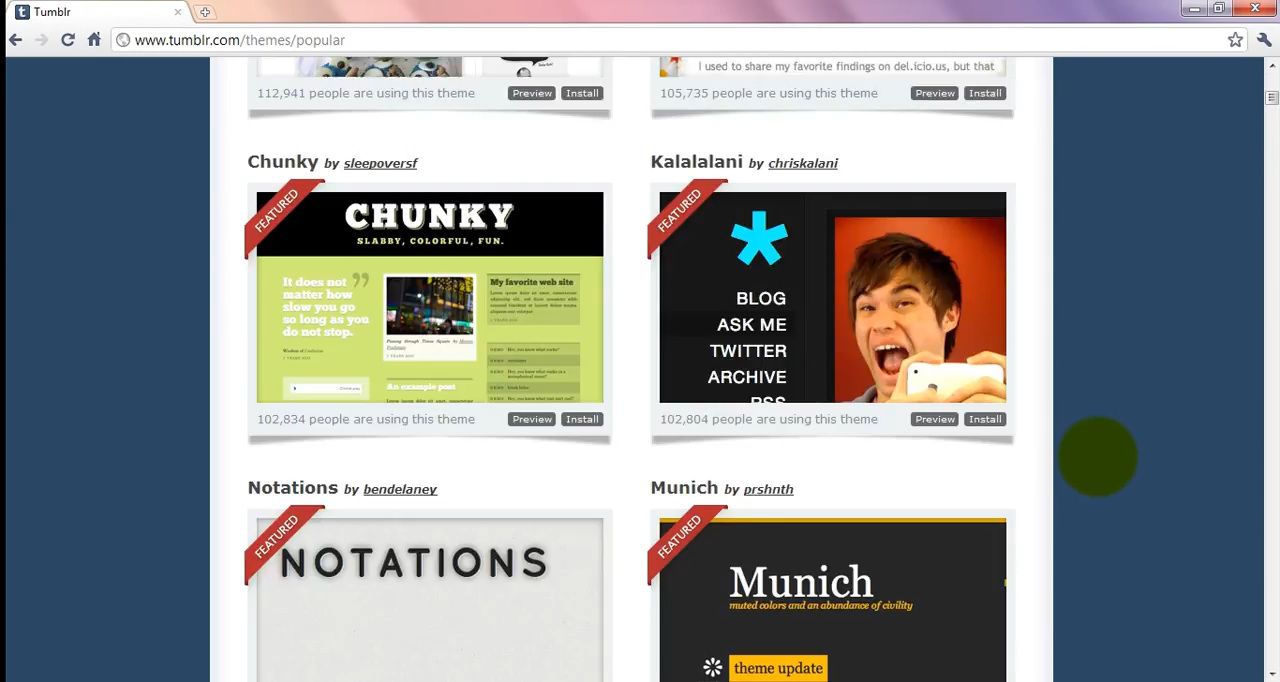 Tumblr
www.tumblr.com/themes/popular
I used to share my favorite findings on del.icio.us, but that
112,941 people are using this theme Preview Install
105,735 people are using this theme Preview Install
Chunky by sleepoversf
Kalalalani by chriskalani
FEATURED
CHUNKY
SLABBY, COLORFUL, FUN.
It does not
matter how
slow you go
so long as you
do not stop.
My favorite web site
An example post
FEATURED
BLOG
ASK ME
TWITTER
ARCHIVE
RSS
102,834 people are using this theme Preview Install
102,804 people are using this theme Preview Install
Notations by bendelaney
Munich by prshnth
FEATURED
NOTATIONS
FEATURED
Munich
muted colors and an abundance of civility
theme update